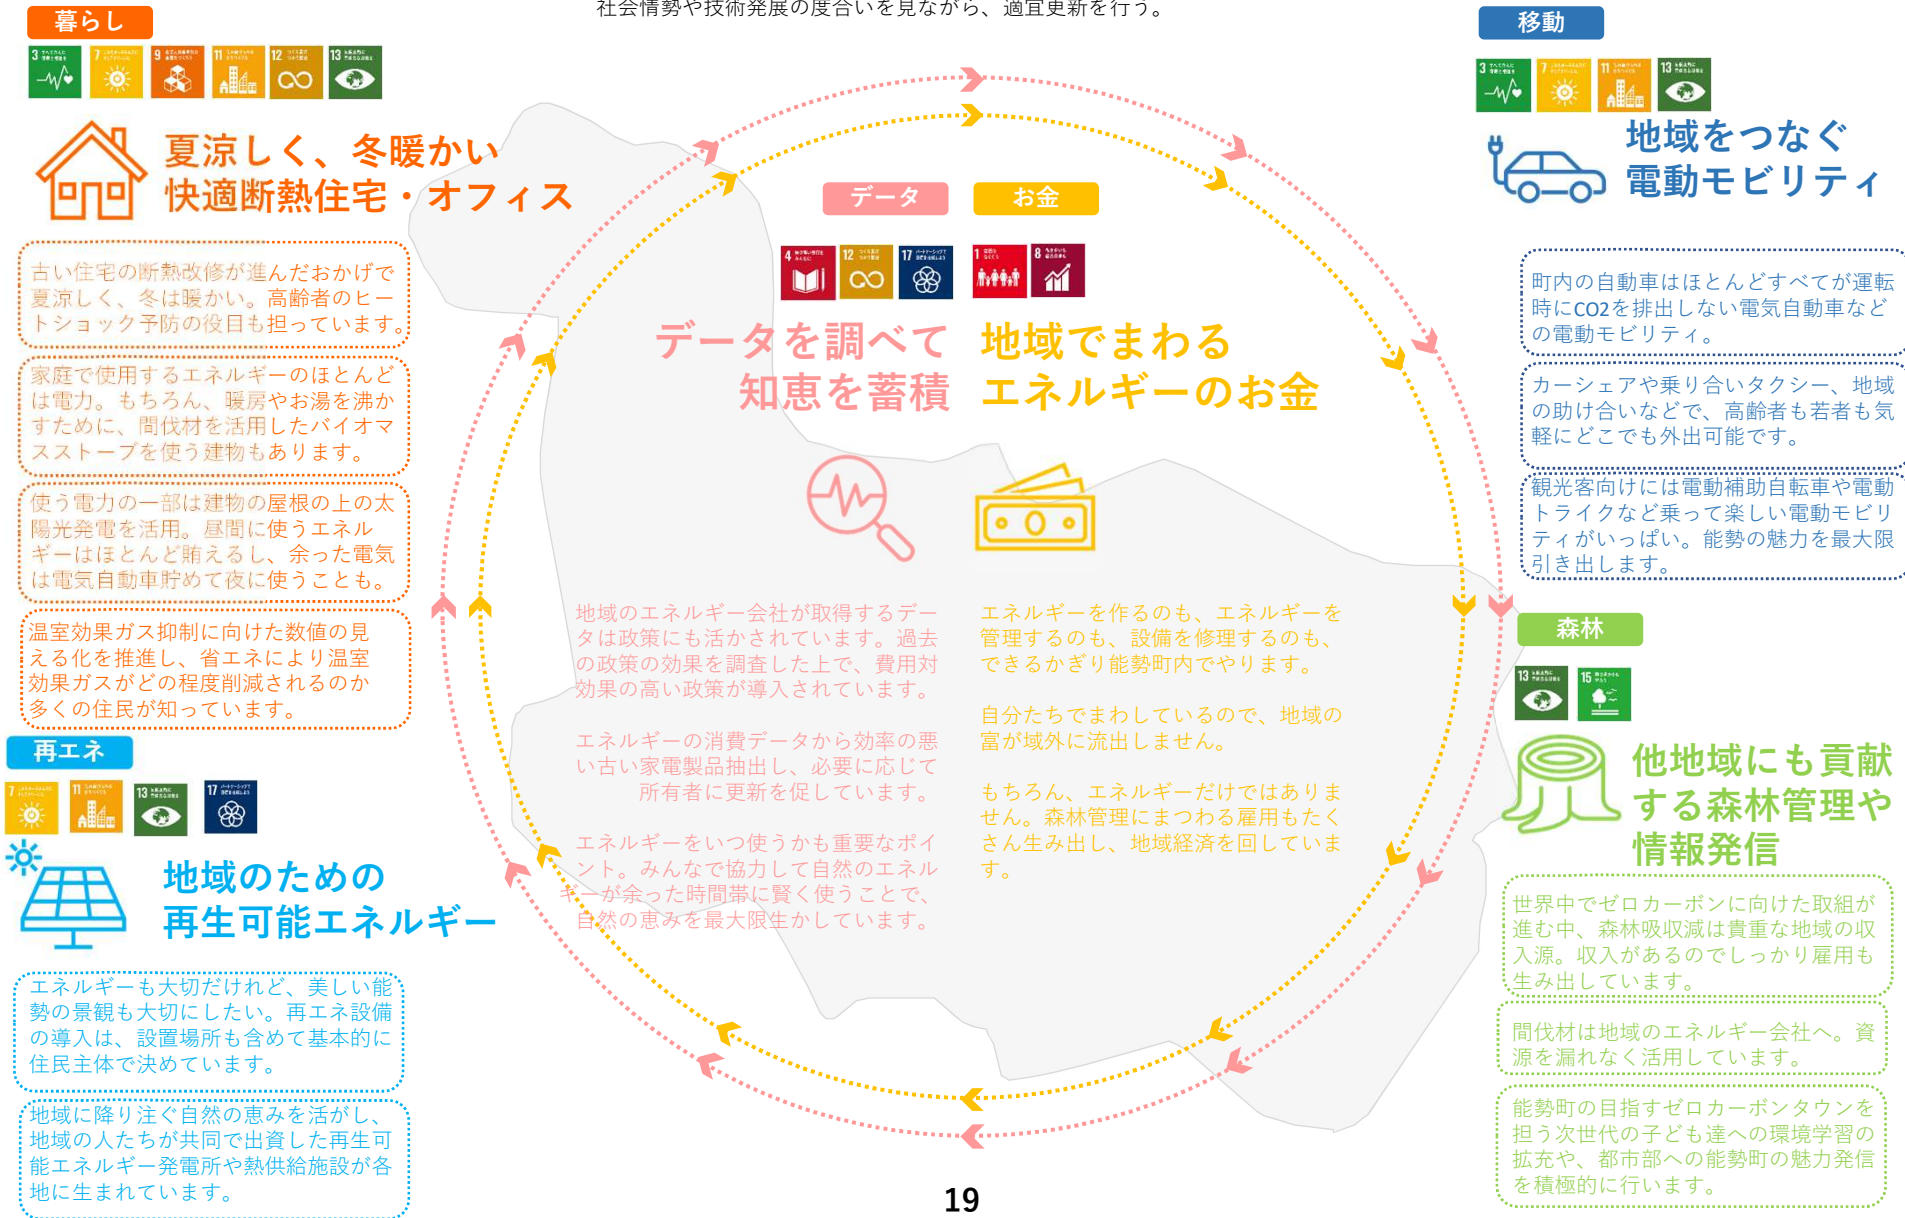 社会情勢や技術発展の度合いを見ながら、適宜更新を行う。
暮らし
3
7
9
11
12
13
夏涼しく、冬暖かい
快適断熱住宅・オフィス
古い住宅の断熱改修が進んだおかげで
夏涼しく、冬は暖かい。高齢者のヒー
トショック予防の役目も担っています。
家庭で使用するエネルギーのほとんど
は電力。もちろん、暖房やお湯を沸か
すために、間伐材を活用したバイオマ
スストーブを使う建物もあります。
使う電力の一部は建物の屋根の上の太
陽光発電を活用。昼間に使うエネル
ギーはほとんど賄えるし、余った電気
は電気自動車貯めて夜に使うことも。
温室効果ガス抑制に向けた数値の見
える化を推進し、省エネにより温室
効果ガスがどの程度削減されるのか
多くの住民が知っています。
再エネ
7
11
13
17
地域のための
再生可能エネルギー
エネルギーも大切だけれど、美しい能
勢の景観も大切にしたい。再エネ設備
の導入は、設置場所も含めて基本的に
住民主体で決めています。
地域に降り注ぐ自然の恵みを活がし、
地域の人たちが共同で出資した再生可
能エネルギー発電所や熱供給施設が各
地に生まれています。
データ
4
12
17
データを調べて
知恵を蓄積
地域のエネルギー会社が取得するデー
タは政策にも活かされています。過去
の政策の効果を調査した上で、費用対
効果の高い政策が導入されています。
エネルギーの消費データから効率の悪
い古い家電製品抽出し、必要に応じて
所有者に更新を促しています。
エネルギーをいつ使うかも重要なポイ
ント。みんなで協力して自然のエネル
ギーが余った時間帯に賢く使うことで、
自然の恵みを最大限生かしています。
お金
1
8
地域でまわる
エネルギーのお金
エネルギーを作るのも、エネルギーを
管理するのも、設備を修理するのも、
できるかぎり能勢町内でやります。
自分たちでまわしているので、地域の
富が域外に流出しません。
もちろん、エネルギーだけではありま
せん。森林管理にまつわる雇用もたく
さん生み出し、地域経済を回していま
す。
移動
3
7
11
13
地域をつなぐ
電動モビリティ
町内の自動車はほとんどすべてが運転
時にCO2を排出しない電気自動車など
の電動モビリティ。
カーシェアや乗り合いタクシー、地域
の助け合いなどで、高齢者も若者も気
軽にどこでも外出可能です。
観光客向けには電動補助自転車や電動
トライクなど乗って楽しい電動モビリ
ティがいっぱい。能勢の魅力を最大限
引き出します。
森林
13
15
他地域にも貢献
する森林管理や
情報発信
世界中でゼロカーボンに向けた取組が
進む中、森林吸収減は貴重な地域の収
入源。収入があるのでしっかり雇用も
生み出しています。
間伐材は地域のエネルギー会社へ。資
源を漏れなく活用しています。
能勢町の目指すゼロカーボンタウンを
担う次世代の子ども達への環境学習の
拡充や、都市部への能勢町の魅力発信
を積極的に行います。
19